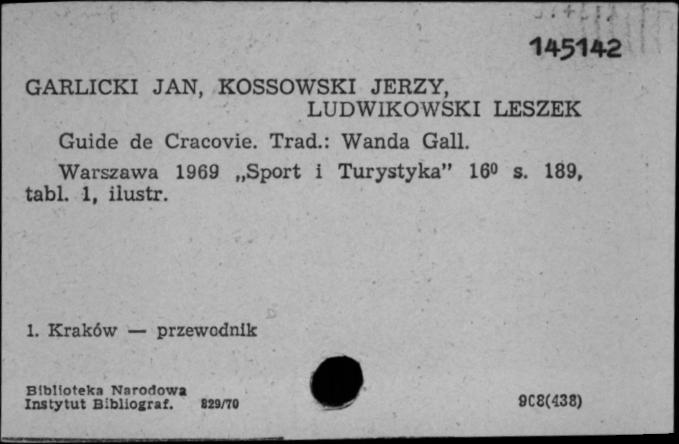 145142
GARLICKI JAN, KOSSOWSKI JERZY,
LUDWIKOWSKI LESZEK
Guide de Cracovie. Trad.: Wanda Gall.
Warszawa 1969 „Sport i Turystyka” 16⁰ s. 189,
tabl. 1, ilustr.
1. Kraków — przewodnik
Biblioteka Narodowa
Instytut Bibliograf. 829/70
908(438)